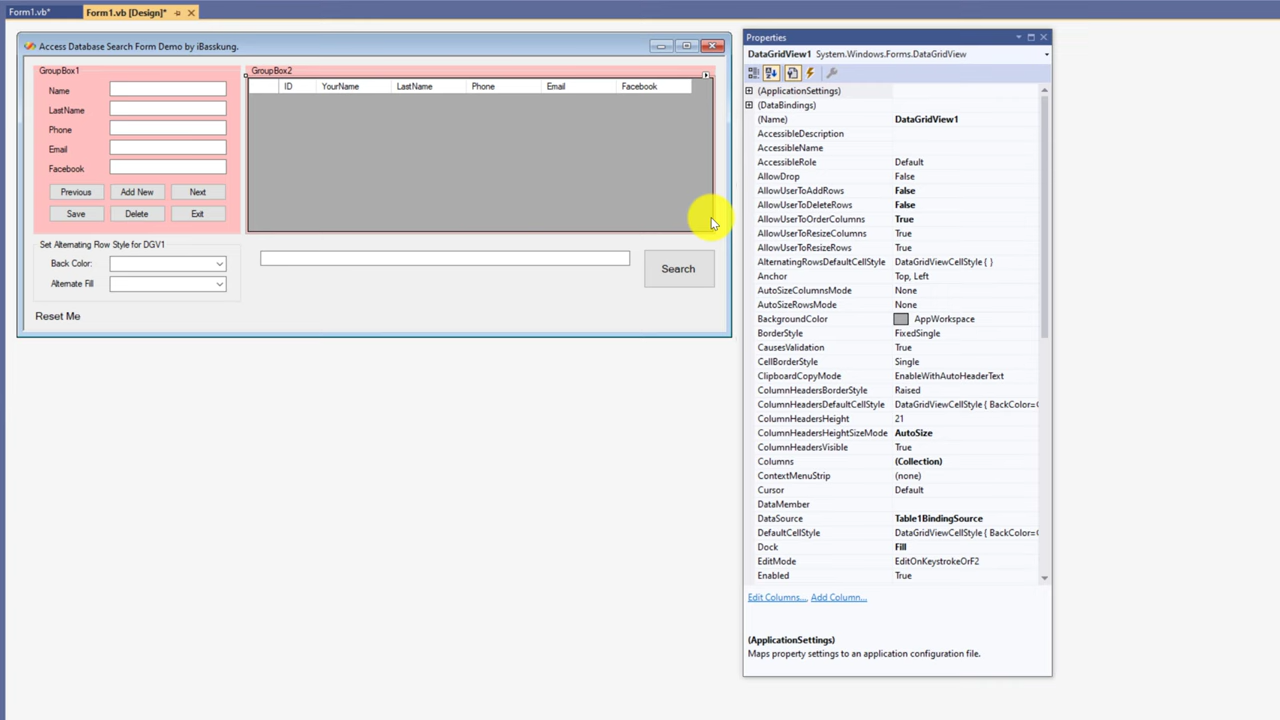 Form1.vb*
Form1.vb [Design]*
Access Database Search Form Demo by iBasskung.
GroupBox1
Name
LastName
Phone
Email
Facebook
Previous Add New Next
Save Delete Exit
Set Alternating Row Style for DGV1
Back Color:
Alternate Fill
Reset Me
GroupBox2
ID YourName LastName Phone Email Facebook
Search
Properties
DataGridView1 System.Windows.Forms.DataGridView
(ApplicationSettings)
(DataBindings)
(Name) DataGridView1
AccessibleDescription
AccessibleName
AccessibleRole Default
AllowDrop False
AllowUserToAddRows False
AllowUserToDeleteRows False
AllowUserToOrderColumns True
AllowUserToResizeColumns True
AllowUserToResizeRows True
AlternatingRowsDefaultCellStyle DataGridViewCellStyle { }
Anchor Top, Left
AutoSizeColumnsMode None
AutoSizeRowsMode None
BackgroundColor AppWorkspace
BorderStyle FixedSingle
CausesValidation True
CellBorderStyle Single
ClipboardCopyMode EnableWithAutoHeaderText
ColumnHeadersBorderStyle Raised
ColumnHeadersDefaultCellStyle DataGridViewCellStyle { BackColor=
ColumnHeadersHeight 21
ColumnHeadersHeightSizeMode AutoSize
ColumnHeadersVisible True
Columns (Collection)
ContextMenuStrip (none)
Cursor Default
DataMember
DataSource Table1BindingSource
DefaultCellStyle DataGridViewCellStyle { BackColor=
Dock Fill
EditMode EditOnKeystrokeOrF2
Enabled True
Edit Columns..., Add Column...
(ApplicationSettings)
Maps property settings to an application configuration file.